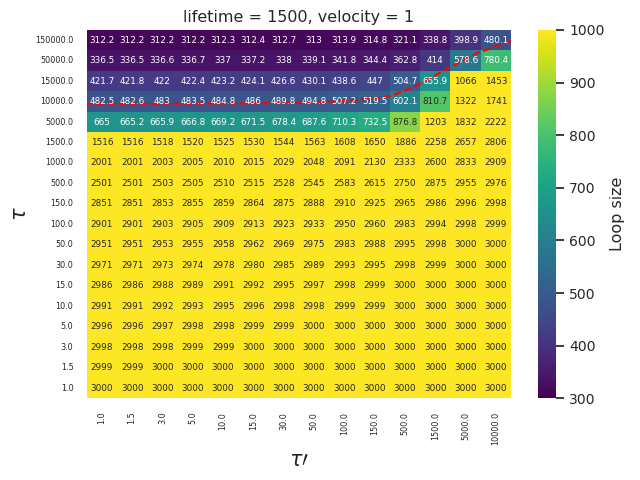 lifetime = 1500, velocity = 1
150000.0 312.2 312.2 312.2 312.2 312.3 312.4 312.7 313 313.9 314.8 321.1 338.8 398.9 480.1
50000.0 336.5 336.5 336.6 336.7 337 337.2 338 339.1 341.8 344.4 362.8 414 578.6 780.4
15000.0 421.7 421.8 422 422.4 423.2 424.1 426.6 430.1 438.6 447 504.7 655.9 1066 1453
10000.0 482.5 482.6 483 483.5 484.8 486 489.8 494.8 507.2 519.5 602.1 810.7 1322 1741
5000.0 665 665.2 665.9 666.8 669.2 671.5 678.4 687.6 710.3 732.5 876.8 1203 1832 2222
1500.0 1516 1516 1518 1520 1525 1530 1544 1563 1608 1650 1886 2258 2657 2806
1000.0 2001 2001 2003 2005 2010 2015 2029 2048 2091 2130 2333 2600 2833 2909
500.0 2501 2501 2503 2505 2510 2515 2528 2545 2583 2615 2750 2875 2955 2976
150.0 2851 2851 2853 2855 2859 2864 2875 2888 2910 2925 2965 2986 2996 2998
100.0 2901 2901 2903 2905 2909 2913 2923 2933 2950 2960 2983 2994 2998 2999
50.0 2951 2951 2953 2955 2958 2962 2969 2975 2983 2988 2995 2998 3000 3000
30.0 2971 2971 2973 2974 2978 2980 2985 2989 2993 2995 2998 2999 3000 3000
15.0 2986 2986 2988 2989 2991 2992 2995 2997 2998 2999 3000 3000 3000 3000
10.0 2991 2991 2992 2993 2995 2996 2998 2998 2999 2999 3000 3000 3000 3000
5.0 2996 2996 2997 2998 2998 2999 2999 3000 3000 3000 3000 3000 3000 3000
3.0 2998 2998 2998 2999 2999 3000 3000 3000 3000 3000 3000 3000 3000 3000
1.5 2999 2999 3000 3000 3000 3000 3000 3000 3000 3000 3000 3000 3000 3000
1.0 3000 3000 3000 3000 3000 3000 3000 3000 3000 3000 3000 3000 3000 3000
τ
1.0 1.5 3.0 5.0 10.0 15.0 30.0 50.0 100.0 150.0 500.0 1500.0 5000.0 10000.0
τ′
1000
900
800
700
600
500
400
300
Loop size